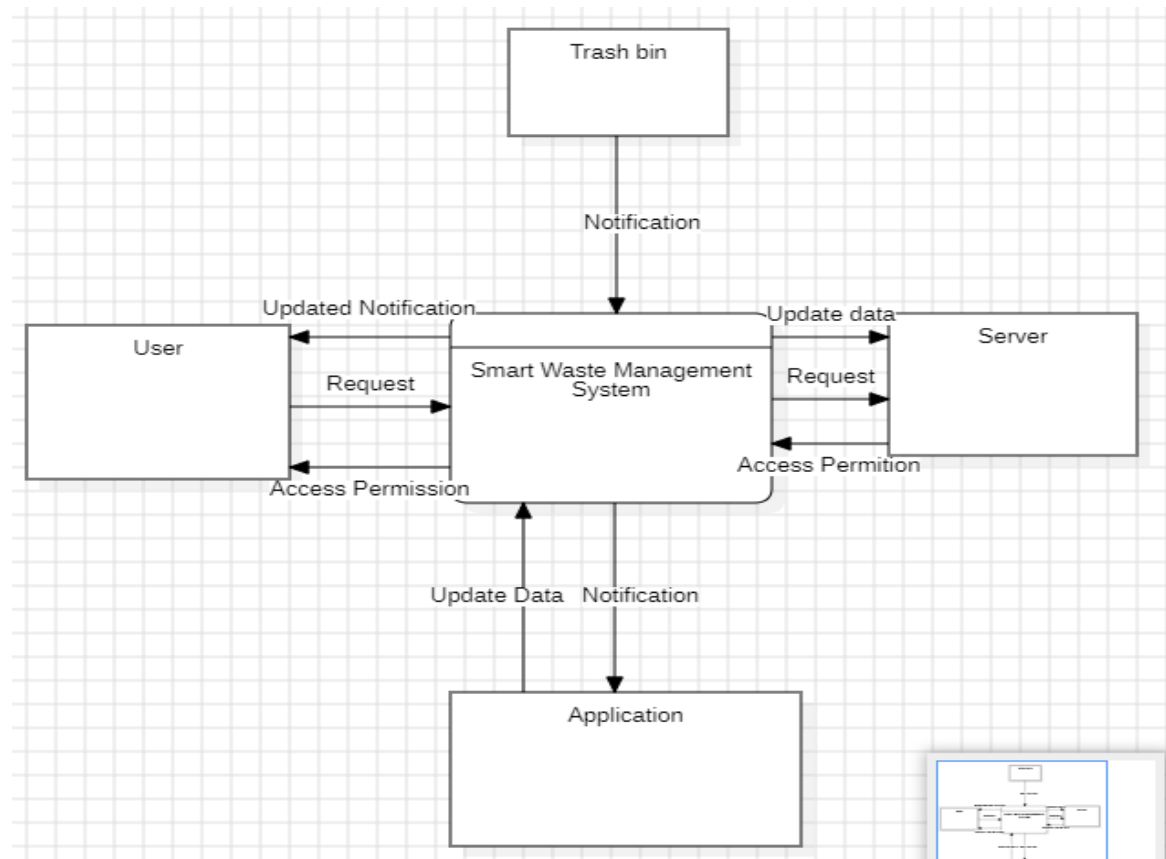 Trash bin
Notification
Updated Notification
Update data
User
Server
Smart Waste Management
System
Request
Request
Access Permition
Access Permission
Update Data
Notification
Application